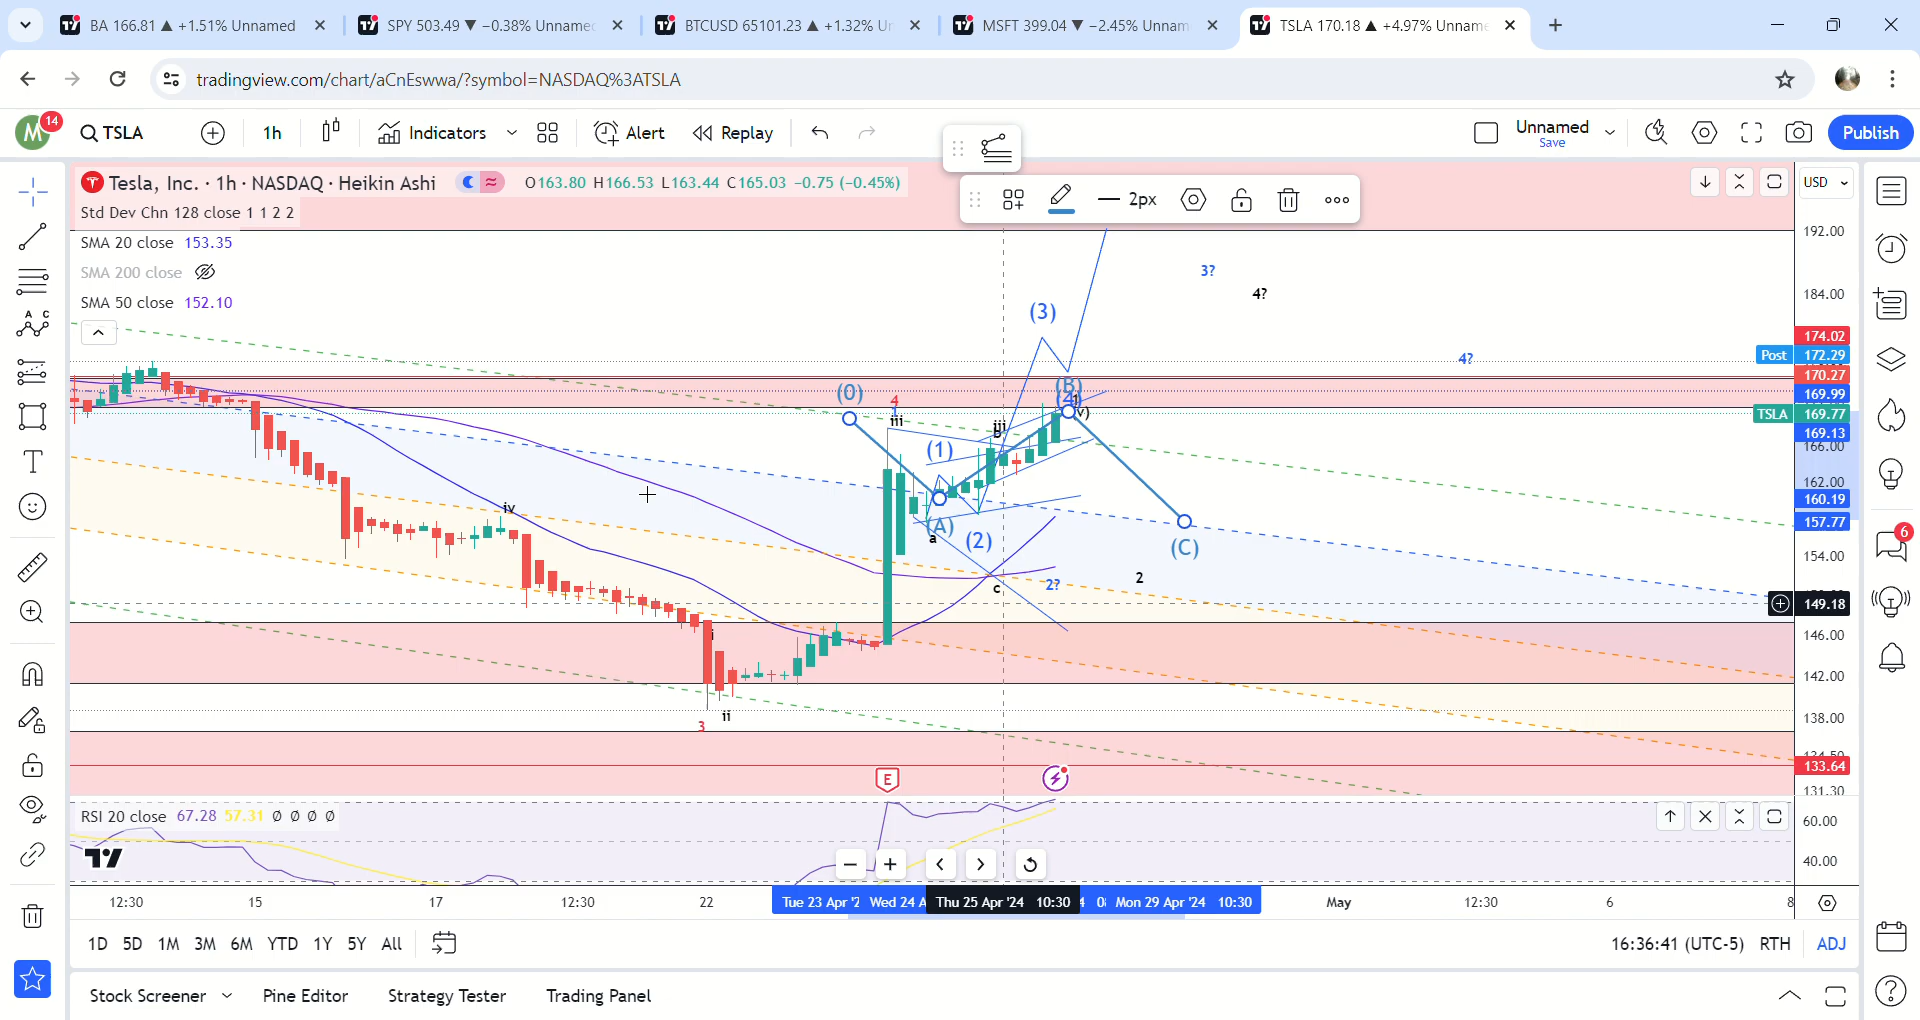 BA 166.81 ▲ +1.51% Unnamed
SPY 503.49 ▼ −0.38% Unname
BTCUSD 65101.23 ▲ +1.32% Ur
MSFT 399.04 ▼ −2.45% Unnam
TSLA 170.18 ▲ +4.97% Unname
tradingview.com/chart/aCnEswwa/?symbol=NASDAQ%3ATSLA
M 14
TSLA
1h
Indicators
Alert
Replay
Unnamed
Save
Publish
Tesla, Inc. · 1h · NASDAQ · Heikin Ashi
O163.80 H166.53 L163.44 C165.03 −0.75 (−0.45%)
2px
USD
Std Dev Chn 128 close 1 1 2 2
SMA 20 close 153.35
SMA 200 close
SMA 50 close 152.10
192.00
184.00
174.02
Post 172.29
170.27
169.99
TSLA 169.77
169.13
166.00
162.00
160.19
157.77
154.00
149.18
146.00
142.00
138.00
133.64
131.30
3?
4?
(3)
4?
(0)
4
1
iii
(B)
(4)
(1)
iii
b
iv
(A)
a
(2)
(C)
2?
2
c
i
ii
3
E
RSI 20 close 67.28 57.31 Ø Ø Ø Ø
60.00
40.00
12:30
15
17
12:30
22
Tue 23 Apr '2
Wed 24 A
Thu 25 Apr '24 10:30
Mon 29 Apr '24 10:30
May
12:30
6
8
1D 5D 1M 3M 6M YTD 1Y 5Y All
16:36:41 (UTC-5) RTH ADJ
Stock Screener
Pine Editor
Strategy Tester
Trading Panel
6